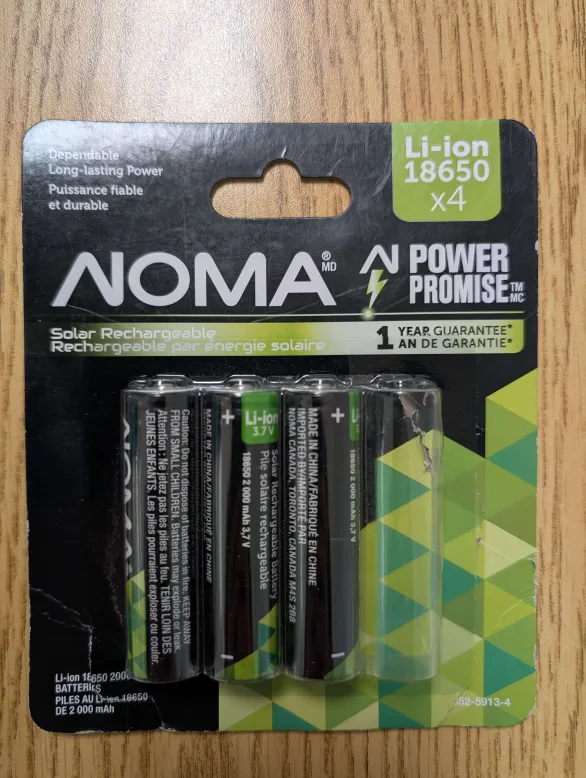 Dependable
Long-lasting Power
Puissance fiable
et durable
Li-ion
18650
x4
NOMA®
MD
POWER
PROMISE™
MC
Solar Rechargeable
Rechargeable par énergie solaire
1 YEAR GUARANTEE*
AN DE GARANTIE*
NOMA
Caution: Do not dispose of batteries in fire, KEEP AWAY
FROM SMALL CHILDREN. Batteries may explode or leak.
Attention : Ne jetez pas les piles au feu. TENIR LOIN DES
JEUNES ENFANTS. Les piles pourraient exploser ou couler.
MADE IN CHINA/FABRIQUÉ EN CHINE
+
Li-ion
3.7 V
Solar Rechargeable Battery
Pile solaire rechargeable
18650 2 000 mAh 3,7 V
–
MADE IN CHINA/FABRIQUÉ EN CHINE
IMPORTED BY/IMPORTÉ PAR
NOMA CANADA, TORONTO, CANADA M4S 2B8
+
Li-ion
18650 2 000 mAh 3,7 V
–
Li-ion 18650 200
BATTERIES
PILES AU Li-ion 18650
DE 2 000 mAh
52-5913-4